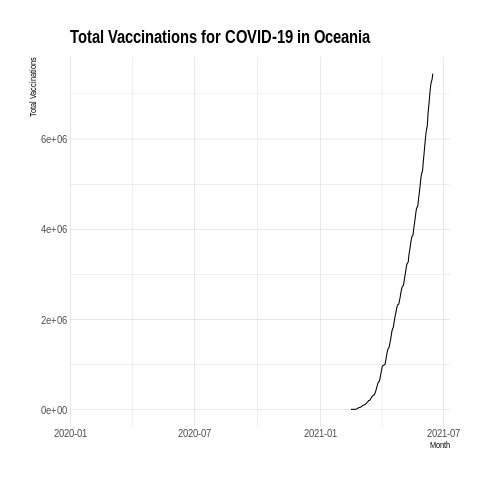 Total Vaccinations for COVID-19 in Oceania
Total Vaccinations
6e+06
4e+06
2e+06
0e+00
2020-01 2020-07 2021-01 2021-07
Month